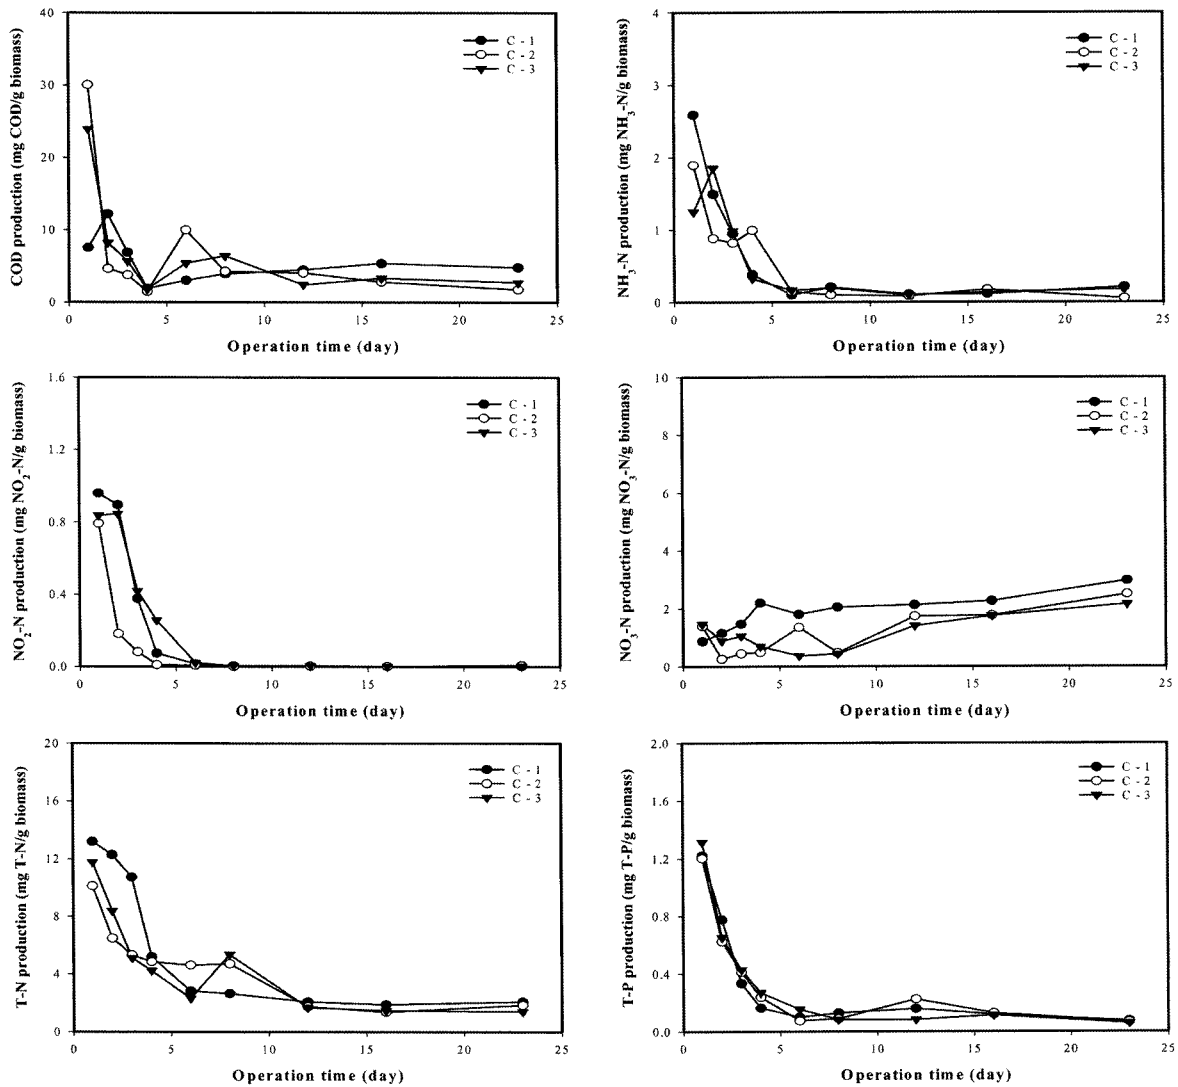 COD production (mg COD/g biomass)
40
30
20
10
0
C - 1
C - 2
C - 3
0 5 10 15 20 25
Operation time (day)
NH3-N production (mg NH3-N/g biomass)
4
3
2
1
0
C - 1
C - 2
C - 3
0 5 10 15 20 25
Operation time (day)
NO2-N production (mg NO2-N/g biomass)
1.6
1.2
0.8
0.4
0.0
C - 1
C - 2
C - 3
0 5 10 15 20 25
Operation time (day)
NO3-N production (mg NO3-N/g biomass)
10
8
6
4
2
0
C - 1
C - 2
C - 3
0 5 10 15 20 25
Operation time (day)
T-N production (mg T-N/g biomass)
20
16
12
8
4
0
C - 1
C - 2
C - 3
0 5 10 15 20 25
Operation time (day)
T-P production (mg T-P/g biomass)
2.0
1.6
1.2
0.8
0.4
0.0
C - 1
C - 2
C - 3
0 5 10 15 20 25
Operation time (day)